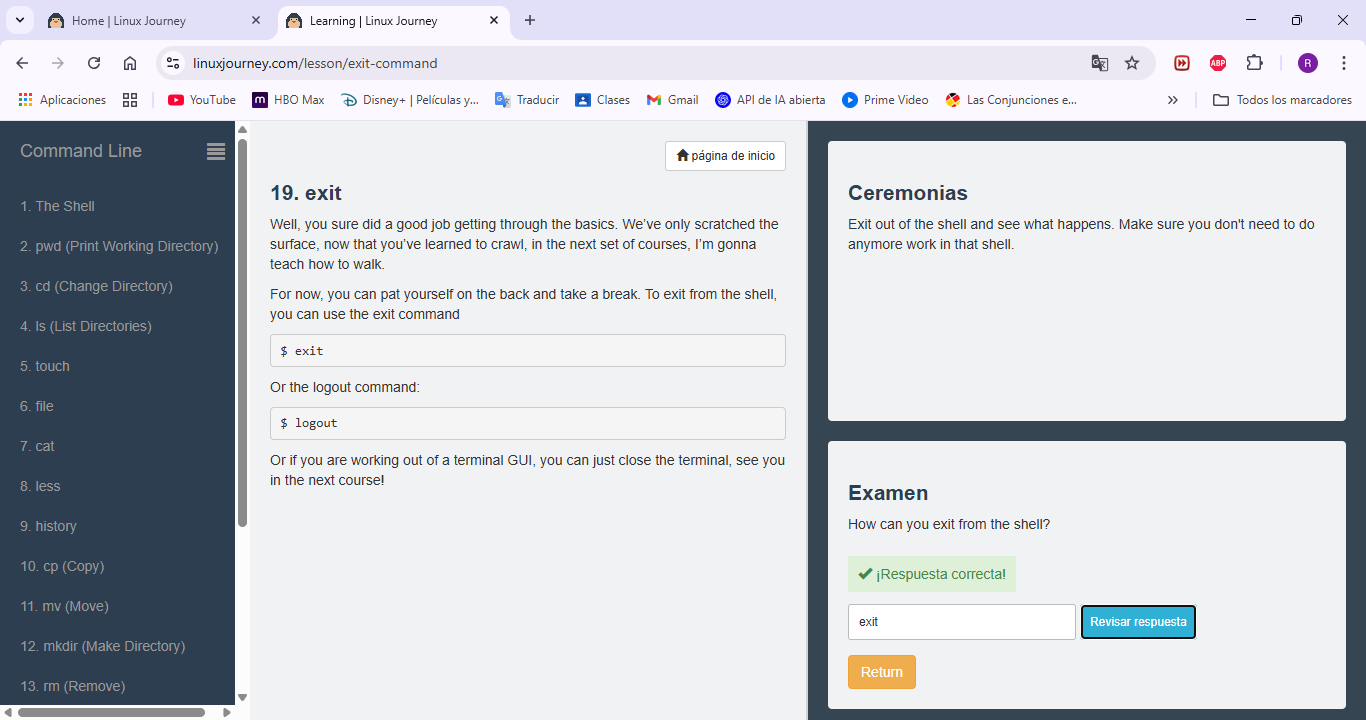 Home | Linux Journey
Learning | Linux Journey
linuxjourney.com/lesson/exit-command
ABP
R
Aplicaciones
YouTube
HBO Max
Disney+ | Películas y...
Traducir
Clases
Gmail
API de IA abierta
Prime Video
Las Conjunciones e...
Todos los marcadores
Command Line
1. The Shell
2. pwd (Print Working Directory)
3. cd (Change Directory)
4. ls (List Directories)
5. touch
6. file
7. cat
8. less
9. history
10. cp (Copy)
11. mv (Move)
12. mkdir (Make Directory)
13. rm (Remove)
página de inicio
19. exit
Well, you sure did a good job getting through the basics. We’ve only scratched the
surface, now that you’ve learned to crawl, in the next set of courses, I’m gonna
teach how to walk.
For now, you can pat yourself on the back and take a break. To exit from the shell,
you can use the exit command
$ exit
Or the logout command:
$ logout
Or if you are working out of a terminal GUI, you can just close the terminal, see you
in the next course!
Ceremonias
Exit out of the shell and see what happens. Make sure you don't need to do
anymore work in that shell.
Examen
How can you exit from the shell?
¡Respuesta correcta!
exit
Revisar respuesta
Return